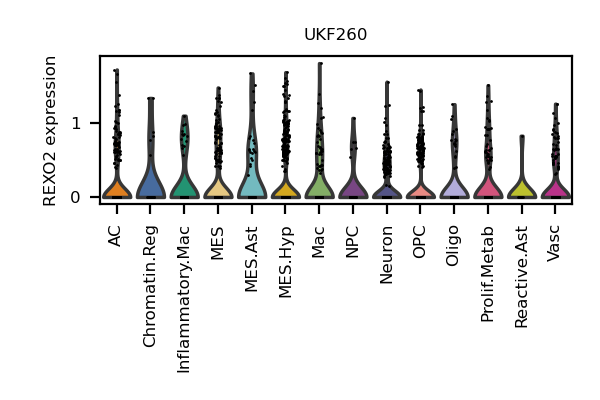 UKF260
REXO2 expression
1
0
AC
Chromatin.Reg
Inflammatory.Mac
MES
MES.Ast
MES.Hyp
Mac
NPC
Neuron
OPC
Oligo
Prolif.Metab
Reactive.Ast
Vasc